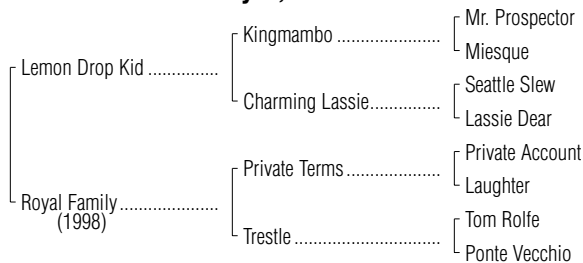 Mr. Prospector
Kingmambo
Miesque
Lemon Drop Kid
Seattle Slew
Charming Lassie
Lassie Dear
Private Account
Private Terms
Laughter
Royal Family
(1998)
Tom Rolfe
Trestle
Ponte Vecchio